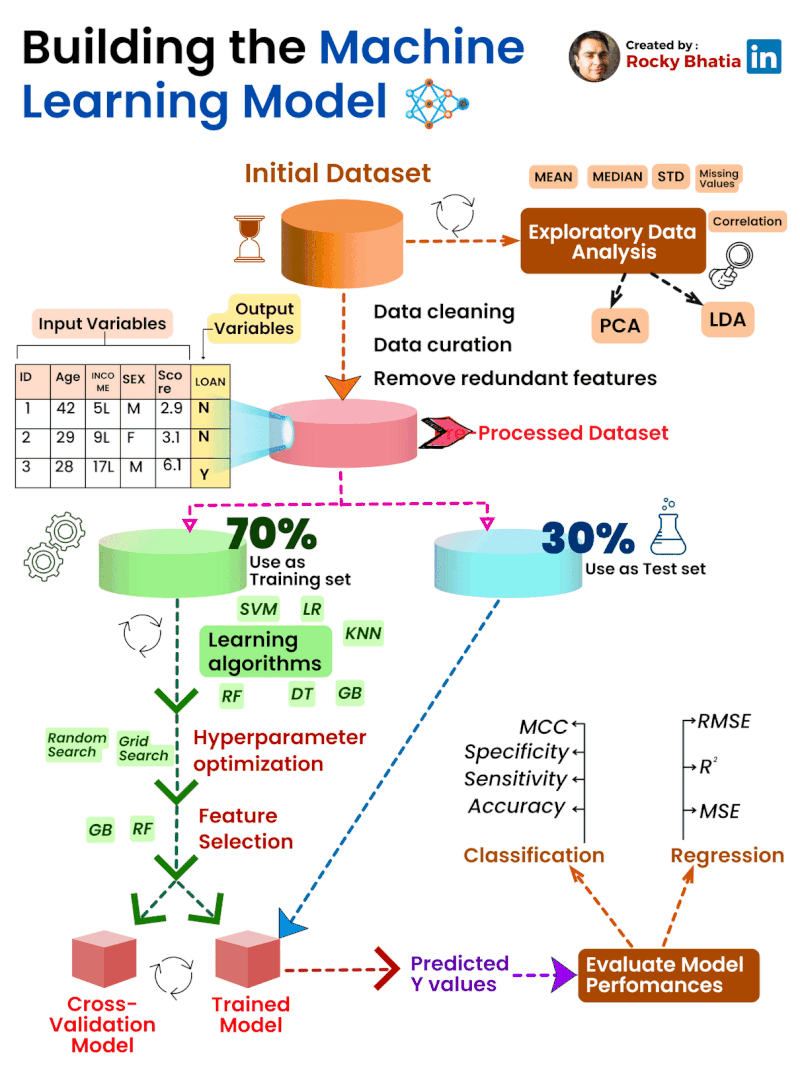 Building the Machine
Learning Model
Created by :
Rocky Bhatia
in
Initial Dataset
MEAN
MEDIAN
STD
Missing
Values
Correlation
Exploratory Data
Analysis
PCA
LDA
Data cleaning
Data curation
Remove redundant features
Input Variables
Output
Variables
ID Age INCO SEX Sco LOAN
ME re
1 42 5L M 2.9 N
2 29 9L F 3.1 N
3 28 17L M 6.1 Y
-Processed Dataset
70%
Use as
Training set
30%
Use as Test set
SVM
LR
KNN
Learning
algorithms
RF
DT
GB
Random
Search
Grid
Search
Hyperparameter
optimization
GB
RF
Feature
Selection
MCC
Specificity
Sensitivity
Accuracy
Classification
RMSE
R²
MSE
Regression
Cross-
Validation
Model
Trained
Model
Predicted
Y values
Evaluate Model
Perfomances